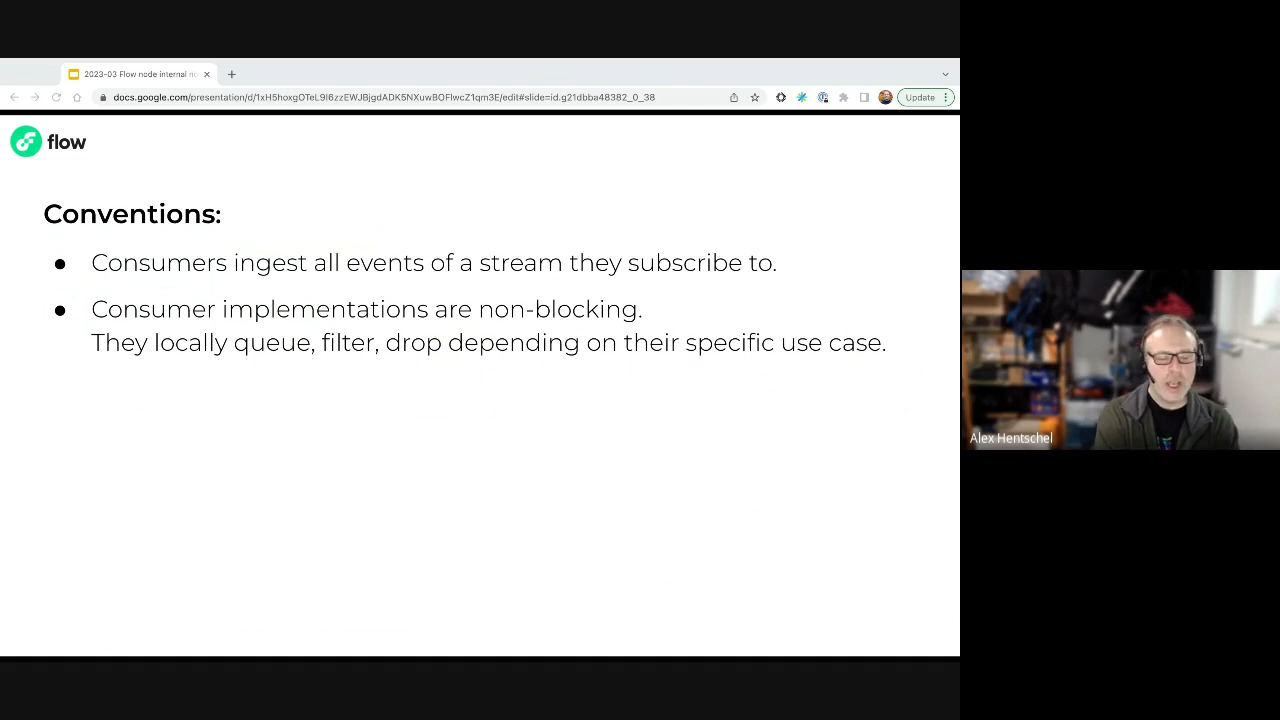 2023-03 Flow node internal no
docs.google.com/presentation/d/1xH5hoxgOTeL9I6zzEWJBjgdADK5NXuwBOFlwcZ1qm3E/edit#slide=id.g21dbba48382_0_38
Update
flow
Conventions:
● Consumers ingest all events of a stream they subscribe to.
● Consumer implementations are non-blocking.
They locally queue, filter, drop depending on their specific use case.
Alex Hentschel